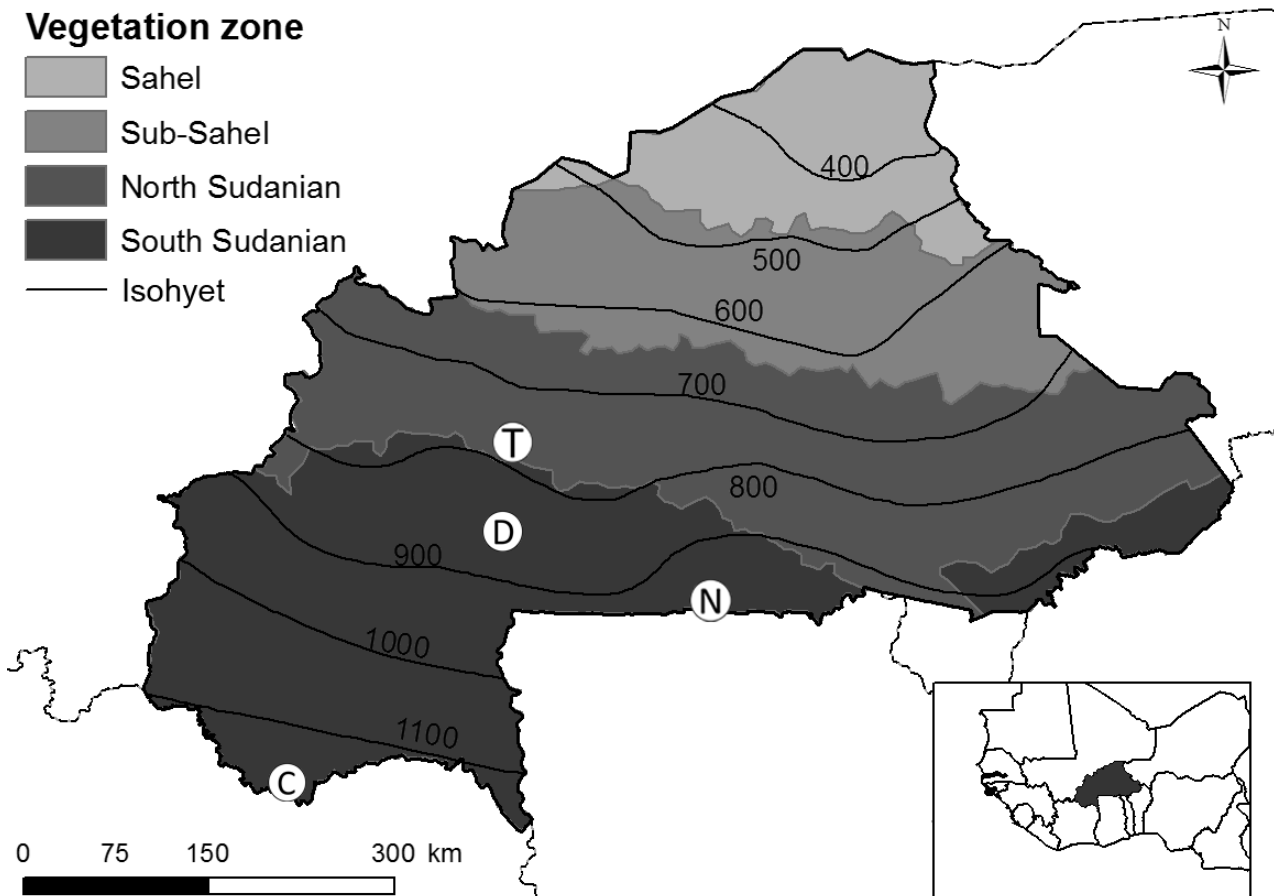 Vegetation zone
Sahel
Sub-Sahel
North Sudanian
South Sudanian
Isohyet
N
400
500
600
700
T
800
D
900
N
1000
1100
C
0 75 150 300 km